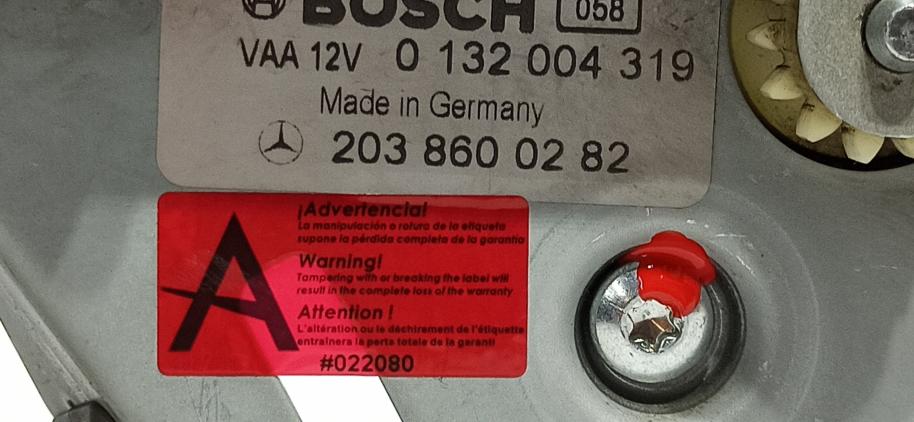 BOSCH 058
VAA 12V 0 132 004 319
Made in Germany
203 860 02 82
¡Advertencia!
La manipulación o rotura de la etiqueta
supone la pérdida completa de la garantía
Warning!
Tampering with or breaking the label will
result in the complete loss of the warranty
Attention !
L'altération ou le déchirement de l'étiquette
entraînera la perte totale de la garanti
#022080